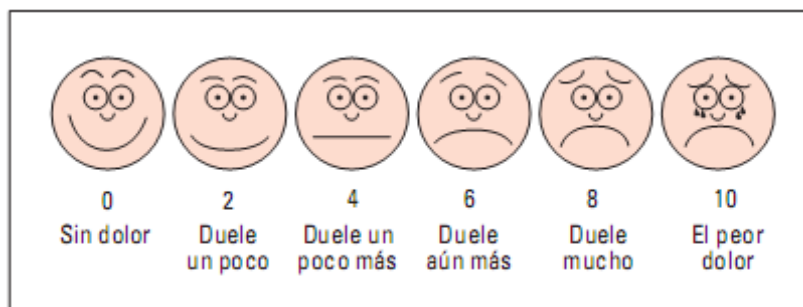 0 2 4 6 8 10
Sin dolor Duele Duele un Duele Duele El peor
un poco poco más aún más mucho dolor